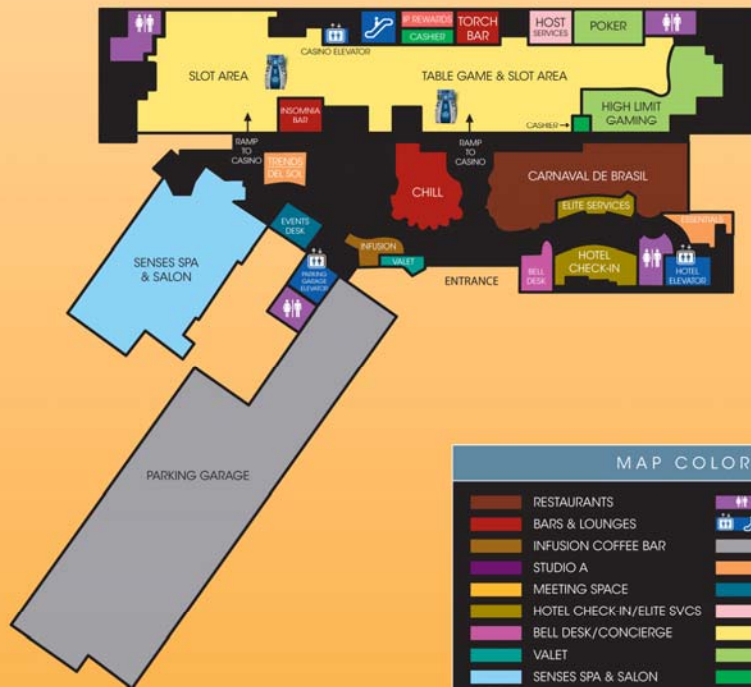 IP REWARDS
CASHIER
TORCH
BAR
HOST
SERVICES
POKER
CASINO ELEVATOR
SLOT AREA
TABLE GAME & SLOT AREA
INSOMNIA
BAR
HIGH LIMIT
GAMING
CASHIER→
RAMP
TO
CASINO
RAMP
TO
CASINO
TRENDS
DEL SOL
CHILL
CARNAVAL DE BRASIL
ELITE SERVICES
ESSENTIALS
EVENTS
DESK
INFUSION
VALET
SENSES SPA
& SALON
PARKING
GARAGE
ELEVATOR
ENTRANCE
BELL
DESK
HOTEL
CHECK-IN
HOTEL
ELEVATOR
PARKING GARAGE
MAP COLOR
RESTAURANTS
BARS & LOUNGES
INFUSION COFFEE BAR
STUDIO A
MEETING SPACE
HOTEL CHECK-IN/ELITE SVCS
BELL DESK/CONCIERGE
VALET
SENSES SPA & SALON